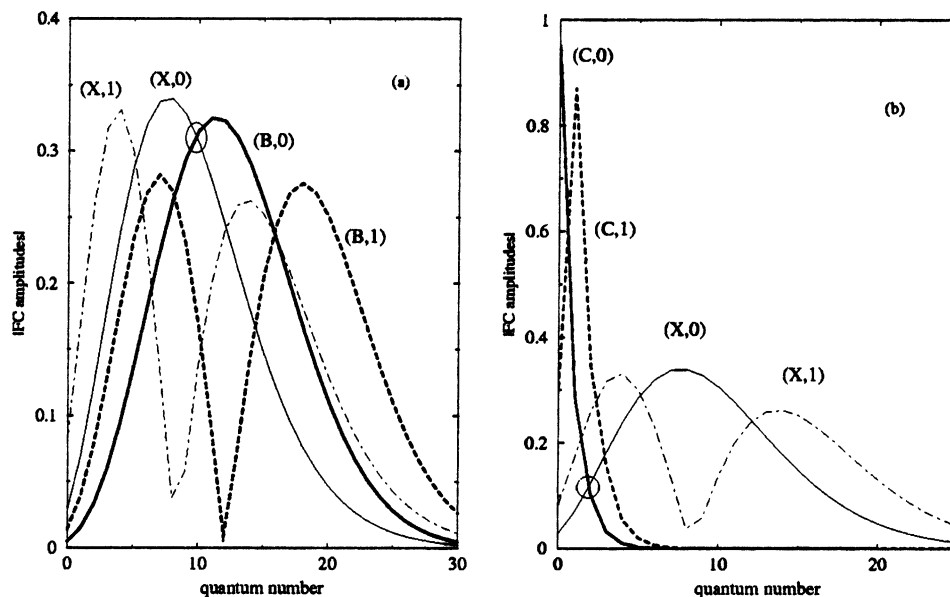 0.4
0.3
0.2
0.1
0
|FC amplitudes|
(X,1)
(X,0)
(a)
(B,0)
(B,1)
0
10
20
30
quantum number
1
0.8
0.6
0.4
0.2
0
|FC amplitudes|
(C,0)
(b)
(C,1)
(X,0)
(X,1)
0
10
20
quantum number